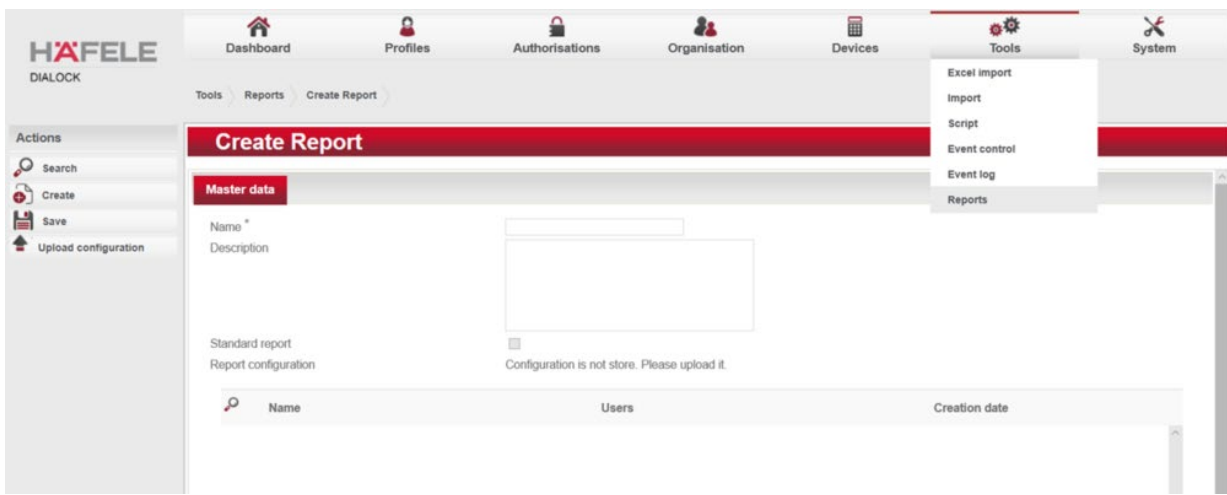 HÄFELE
DIALOCK
Dashboard
Profiles
Authorisations
Organisation
Devices
Tools
System
Excel import
Import
Script
Event control
Event log
Reports
Tools
Reports
Create Report
Actions
Search
Create
Save
Upload configuration
Create Report
Master data
Name *
Description
Standard report
Report configuration
Configuration is not store. Please upload it.
Name
Users
Creation date